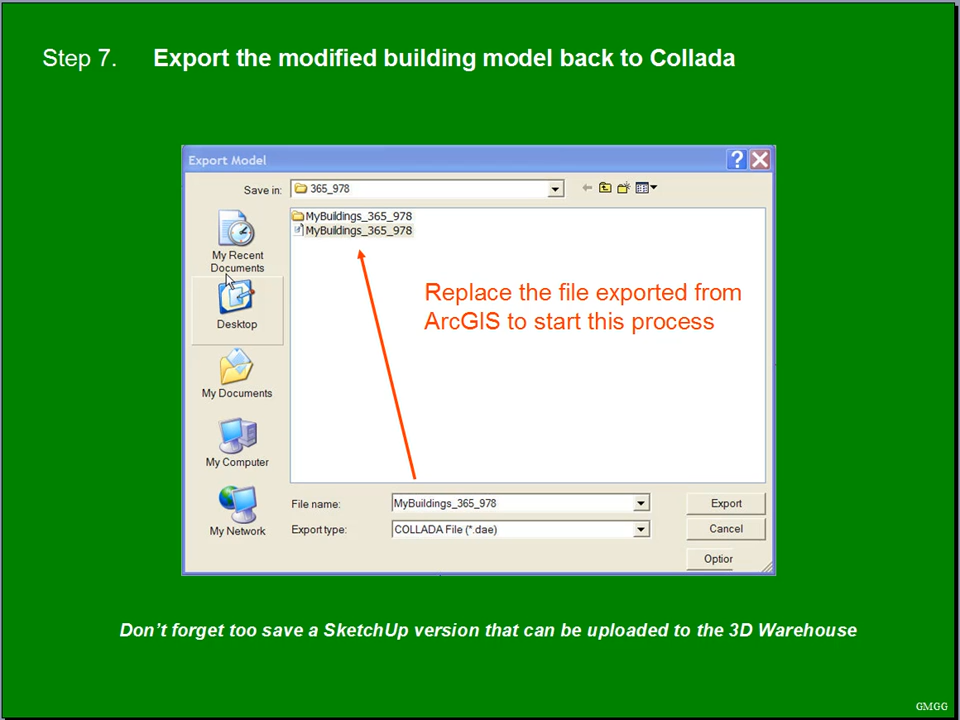 Step 7. Export the modified building model back to Collada
Export Model
Save in: 365_978
MyBuildings_365_978
MyBuildings_365_978
My Recent
Documents
Desktop
My Documents
My Computer
My Network
Replace the file exported from
ArcGIS to start this process
File name: MyBuildings_365_978 Export
Export type: COLLADA File (*.dae) Cancel
Optior
Don't forget too save a SketchUp version that can be uploaded to the 3D Warehouse
GMGG